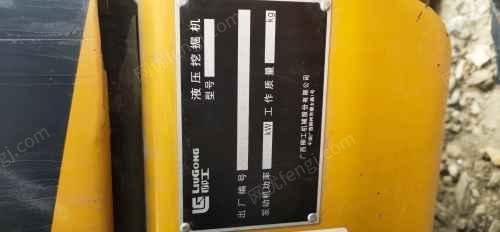 LIUGONG
柳工
液压挖掘机
型号
出厂编号
工作质量 kg
发动机功率 kW
广西柳工机械股份有限公司